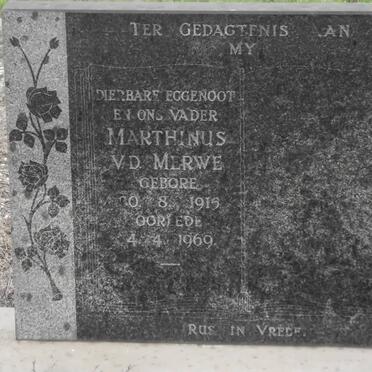 TER GEDAGTENIS AAN
MY
DIERBARE EGGENOOT
EN ONS VADER
MARTHINUS
V.D. MERWE
GEBORE
20. 8. 1915
OORLEDE
4. 4. 1969
RUS IN VREDE.